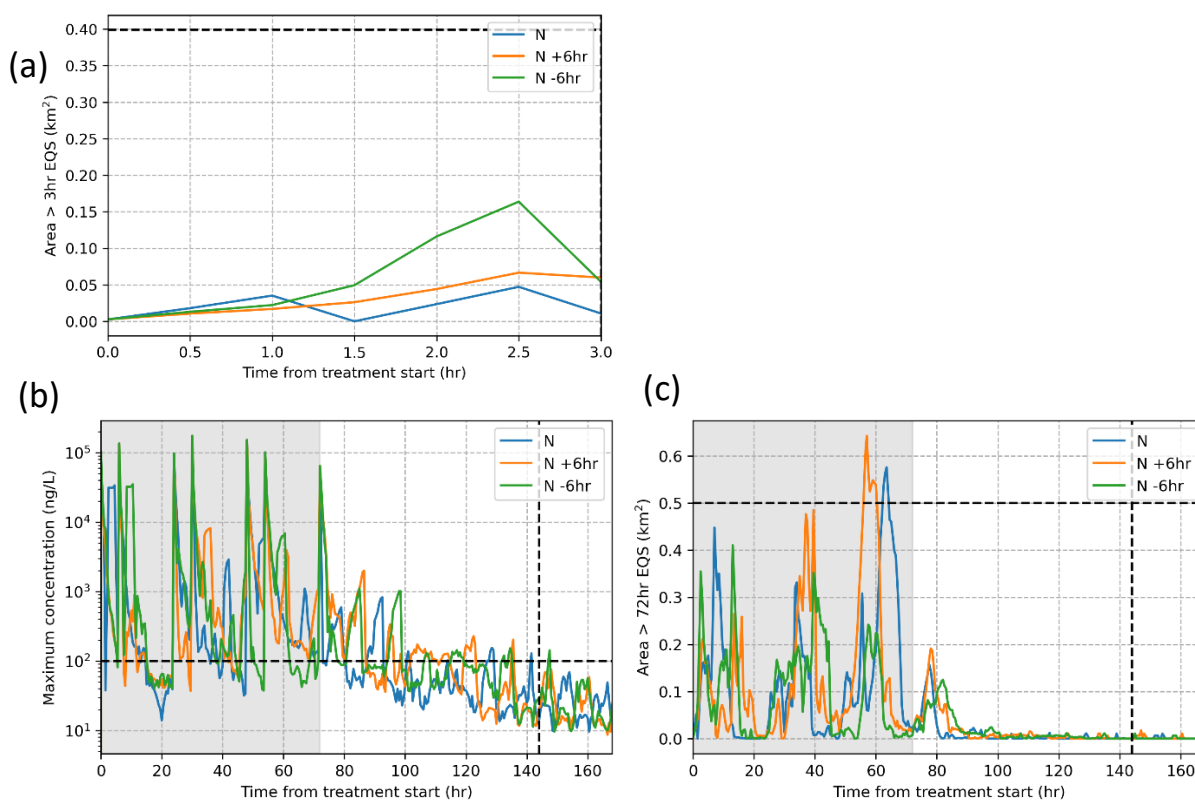 (a)
Area > 3hr EQS (km²)
0.40
0.35
0.30
0.25
0.20
0.15
0.10
0.05
0.00
N
N +6hr
N -6hr
0.0 0.5 1.0 1.5 2.0 2.5 3.0
Time from treatment start (hr)
(b)
Maximum concentration (ng/L)
10⁵
10⁴
10³
10²
10¹
N
N +6hr
N -6hr
0 20 40 60 80 100 120 140 160
Time from treatment start (hr)
(c)
Area > 72hr EQS (km²)
0.6
0.5
0.4
0.3
0.2
0.1
0.0
N
N +6hr
N -6hr
0 20 40 60 80 100 120 140 160
Time from treatment start (hr)